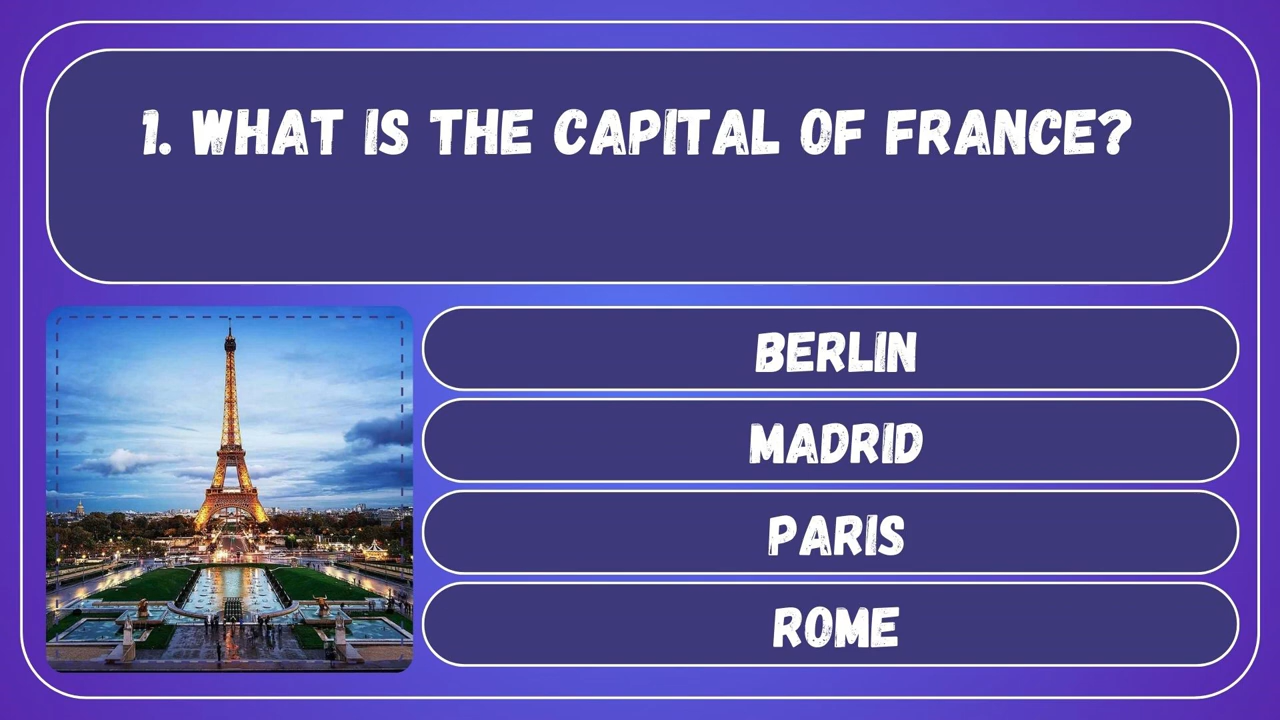 1. WHAT IS THE CAPITAL OF FRANCE?
BERLIN
MADRID
PARIS
ROME